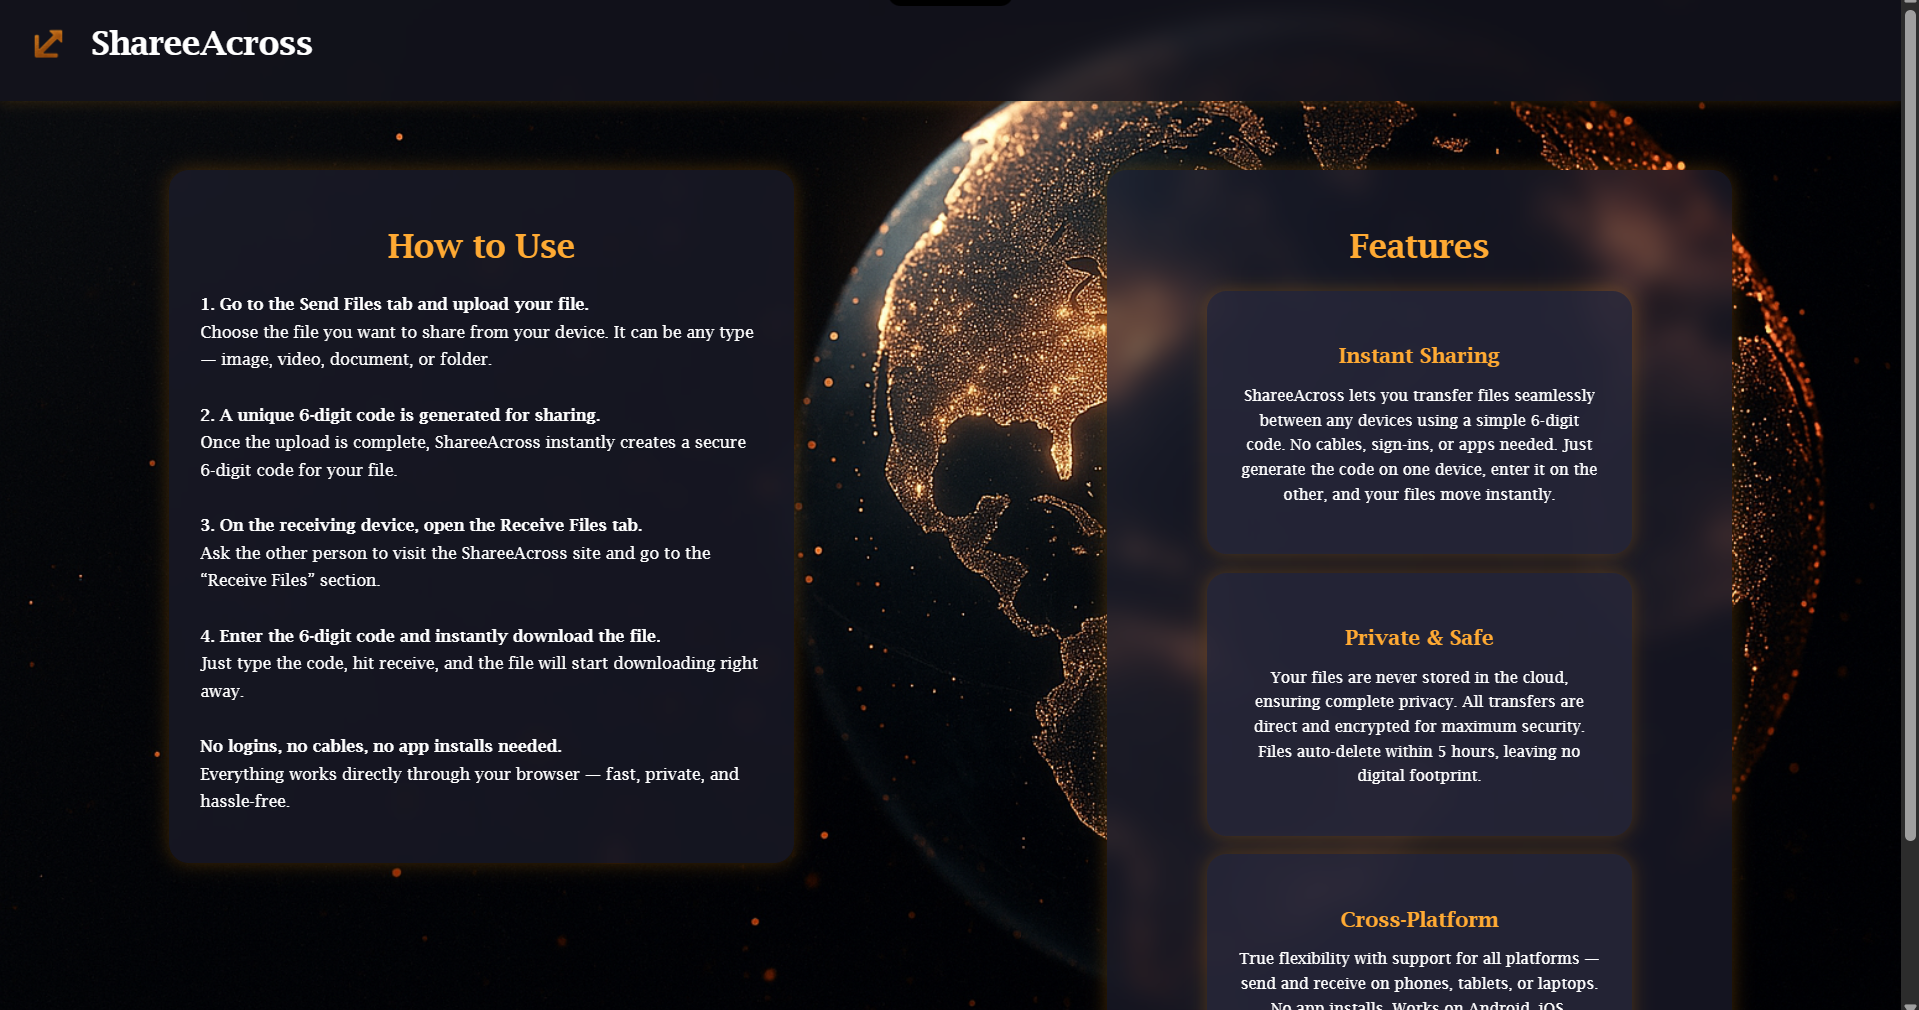 ShareeAcross
How to Use
1. Go to the Send Files tab and upload your file.
Choose the file you want to share from your device. It can be any type
— image, video, document, or folder.
2. A unique 6-digit code is generated for sharing.
Once the upload is complete, ShareeAcross instantly creates a secure
6-digit code for your file.
3. On the receiving device, open the Receive Files tab.
Ask the other person to visit the ShareeAcross site and go to the
“Receive Files” section.
4. Enter the 6-digit code and instantly download the file.
Just type the code, hit receive, and the file will start downloading right
away.
No logins, no cables, no app installs needed.
Everything works directly through your browser — fast, private, and
hassle-free.
Features
Instant Sharing
ShareeAcross lets you transfer files seamlessly
between any devices using a simple 6-digit
code. No cables, sign-ins, or apps needed. Just
generate the code on one device, enter it on the
other, and your files move instantly.
Private & Safe
Your files are never stored in the cloud,
ensuring complete privacy. All transfers are
direct and encrypted for maximum security.
Files auto-delete within 5 hours, leaving no
digital footprint.
Cross-Platform
True flexibility with support for all platforms —
send and receive on phones, tablets, or laptops.
No app installs. Works on Android, iOS,